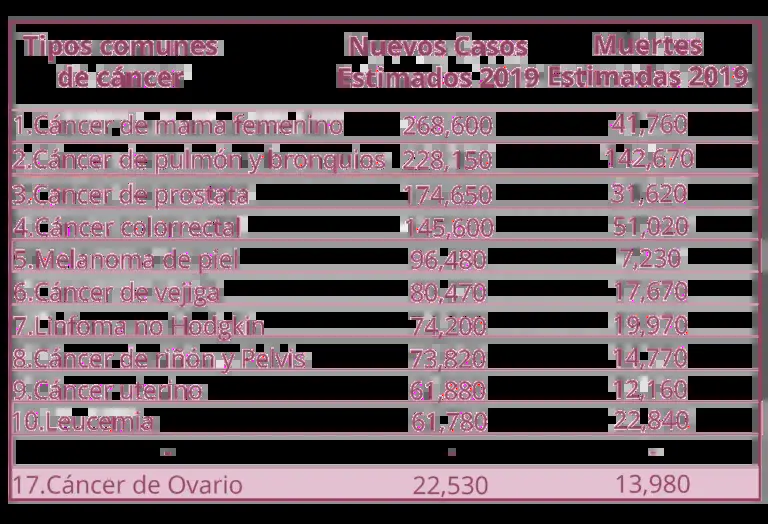 Tipos comunes de cáncer Nuevos Casos Estimados 2019 Muertes Estimadas 2019
1.Cáncer de mama femenino 268,600 41,760
2.Cáncer de pulmón y bronquios 228,150 142,670
3.Cancer de prostata 174,650 31,620
4.Cáncer colorrectal 145,600 51,020
5.Melanoma de piel 96,480 7,230
6.Cáncer de vejiga 80,470 17,670
7.Linfoma no Hodgkin 74,200 19,970
8.Cáncer de riñón y Pelvis 73,820 14,770
9.Cáncer uterino 61,880 12,160
10.Leucemia 61,780 22,840
17.Cáncer de Ovario 22,530 13,980